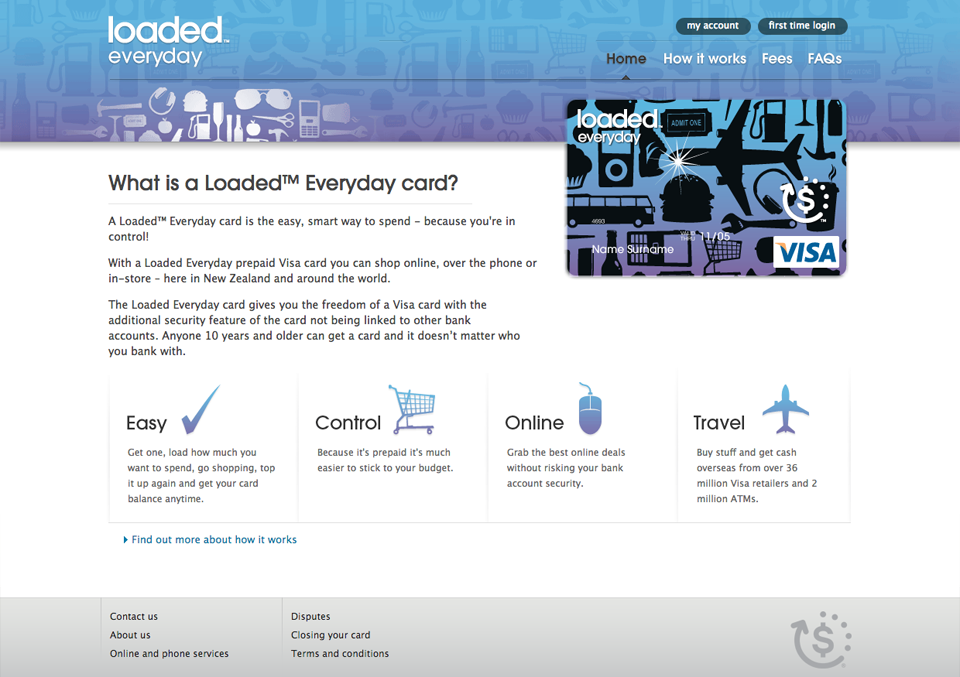 loaded™
everyday
my account
first time login
Home
How it works
Fees
FAQs
loaded™
everyday
ADMIT ONE
4693
VALID
THRU
11/05
Name Surname
VISA
What is a Loaded™ Everyday card?
A Loaded™ Everyday card is the easy, smart way to spend – because you're in
control!
With a Loaded Everyday prepaid Visa card you can shop online, over the phone or
in-store – here in New Zealand and around the world.
The Loaded Everyday card gives you the freedom of a Visa card with the
additional security feature of the card not being linked to other bank
accounts. Anyone 10 years and older can get a card and it doesn't matter who
you bank with.
Easy
Get one, load how much you
want to spend, go shopping, top
it up again and get your card
balance anytime.
Control
Because it's prepaid it's much
easier to stick to your budget.
Online
Grab the best online deals
without risking your bank
account security.
Travel
Buy stuff and get cash
overseas from over 36
million Visa retailers and 2
million ATMs.
Find out more about how it works
Contact us
About us
Online and phone services
Disputes
Closing your card
Terms and conditions